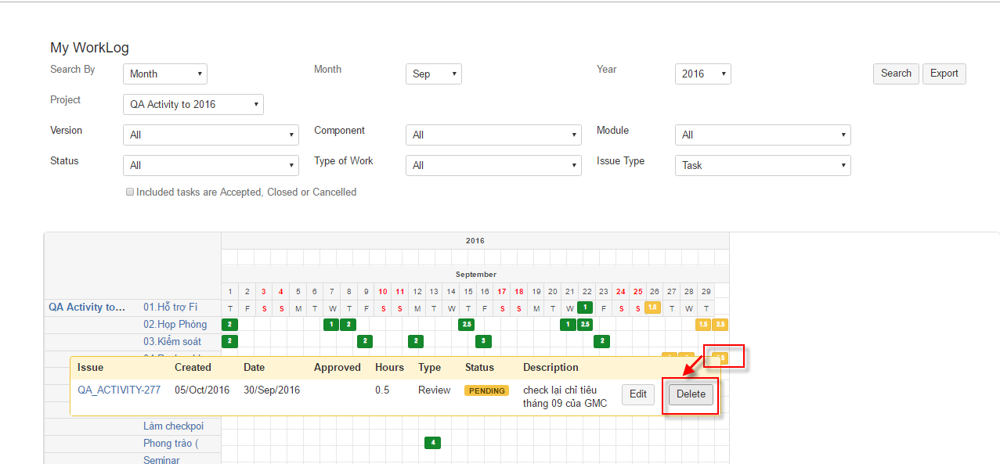 My WorkLog
Search By Month Month Sep Year 2016 Search Export
Project QA Activity to 2016
Version All Component All Module All
Status All Type of Work All Issue Type Task
Included tasks are Accepted, Closed or Cancelled
2016
September
1 2 3 4 5 6 7 8 9 10 11 12 13 14 15 16 17 18 19 20 21 22 23 24 25 26 27 28 29
QA Activity to... 01.Hỗ trợ Fi T F S S M T W T F S S M T W T F S S M T W 1 F S S 1.5 T W T
02.Họp Phòng 2 1 2 2.5 1 2.5 1.5 2.5
03.Kiểm soát 2 2 2 3 2
Issue Created Date Approved Hours Type Status Description
QA_ACTIVITY-277 05/Oct/2016 30/Sep/2016 0.5 Review PENDING check lại chỉ tiêu Edit Delete
tháng 09 của GMC
Làm checkpoi
Phong trào ( 4
Seminar